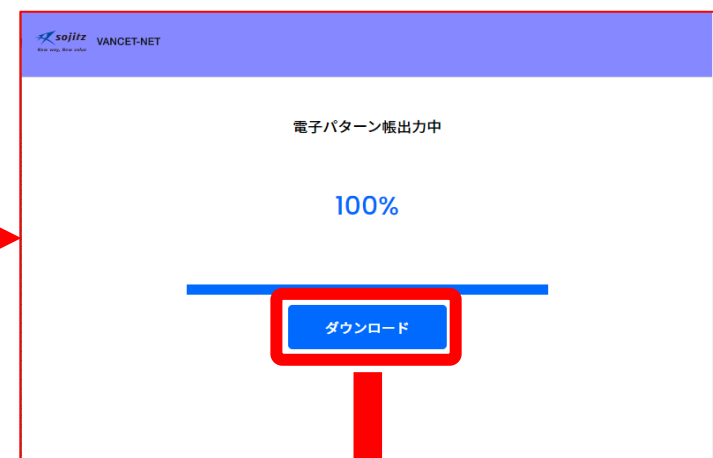 sojitz
New way, New value
VANCET-NET
電子パターン帳出力中
100%
ダウンロード